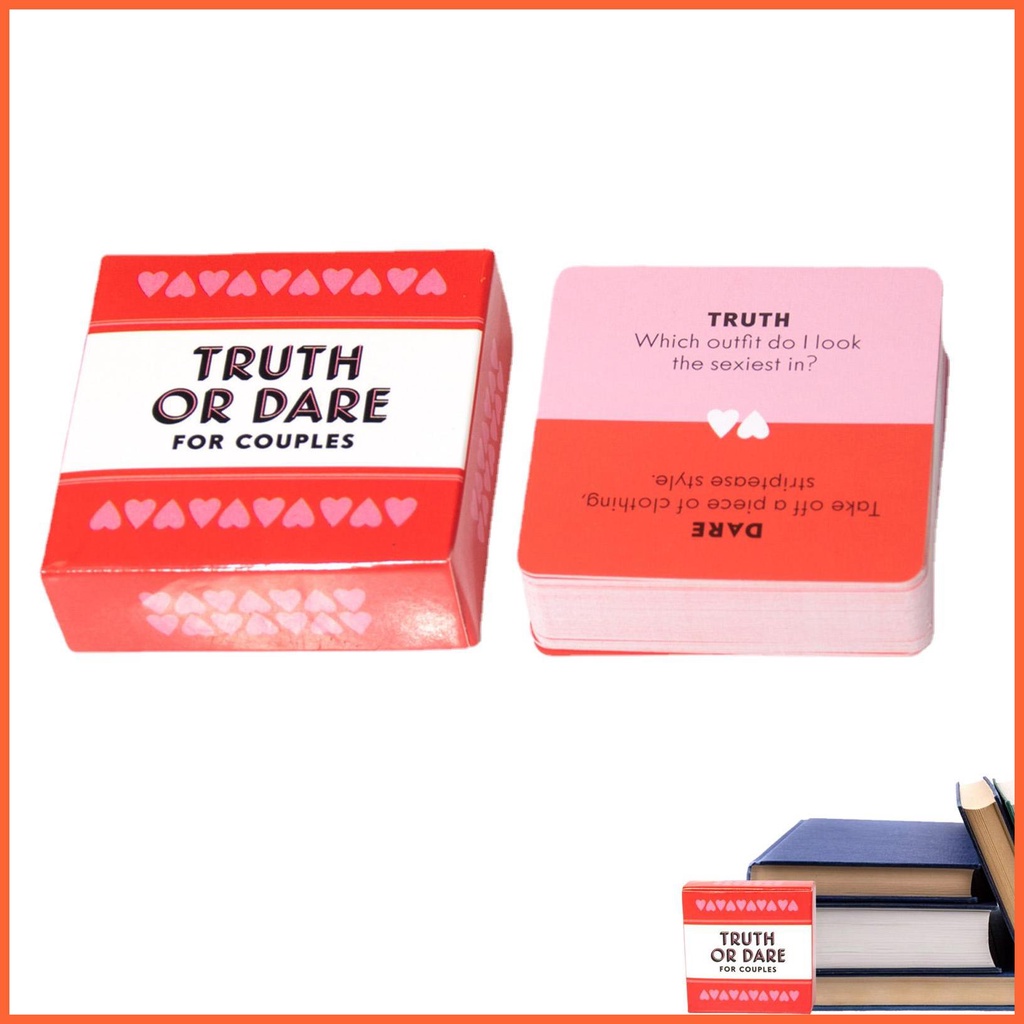 TRUTH
OR DARE
FOR COUPLES
TRUTH
Which outfit do I look
the sexiest in?
DARE
Take off a piece of clothing,
striptease style.
TRUTH
OR DARE
FOR COUPLES